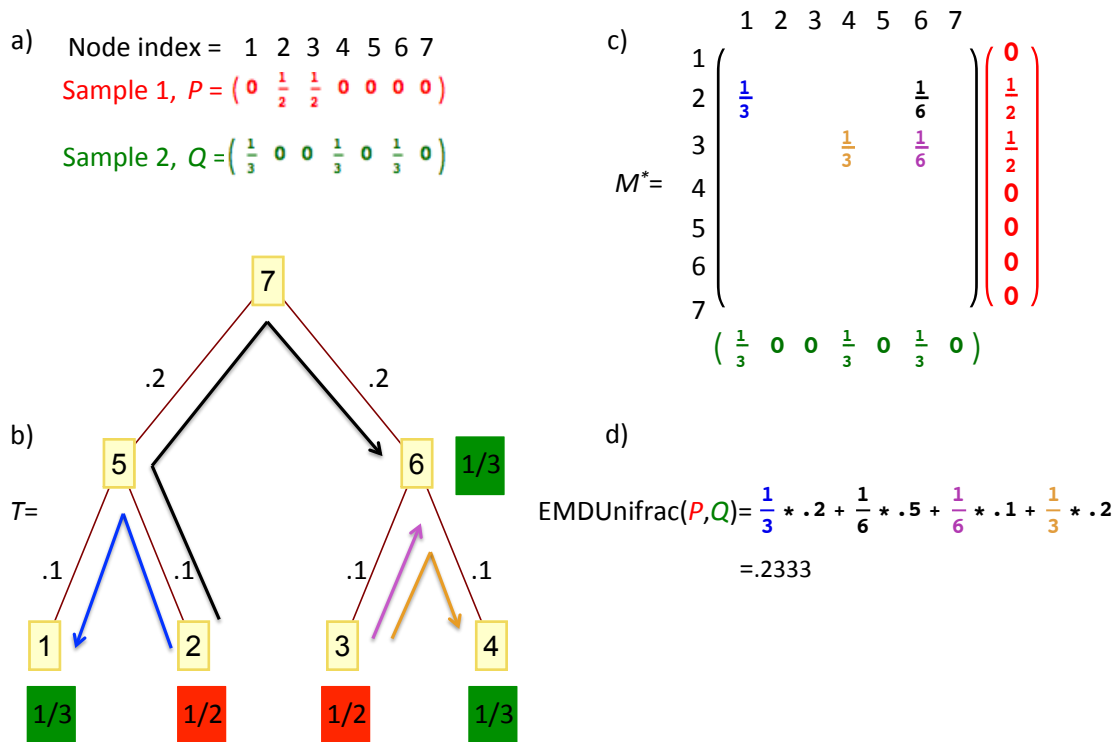 a)
Node index = 1 2 3 4 5 6 7
Sample 1, P = ( 0 1/2 1/2 0 0 0 0 )
Sample 2, Q = ( 1/3 0 0 1/3 0 1/3 0 )
b)
T=
7
.2 .2
5 6 1/3
.1 .1 .1 .1
1 2 3 4
1/3 1/2 1/2 1/3
c)
1 2 3 4 5 6 7
1 0
2 1/3 1/6 1/2
3 1/3 1/6 1/2
M*=
4 0
5 0
6 0
7 0
( 1/3 0 0 1/3 0 1/3 0 )
d)
EMDUnifrac(P,Q)= 1/3 * .2 + 1/6 * .5 + 1/6 * .1 + 1/3 * .2
=.2333